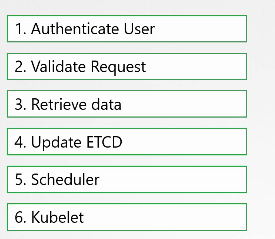 1. Authenticate User
2. Validate Request
3. Retrieve data
4. Update ETCD
5. Scheduler
6. Kubelet